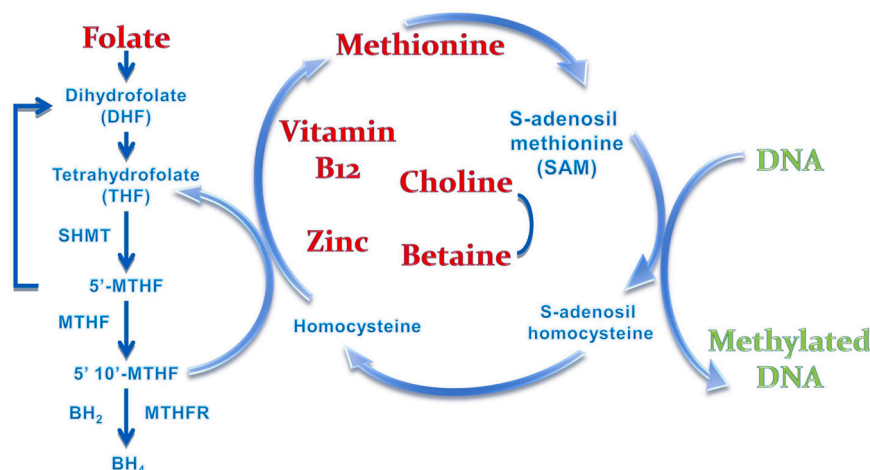 Folate
Dihydrofolate
(DHF)
Tetrahydrofolate
(THF)
SHMT
5’-MTHF
MTHF
5’ 10’-MTHF
BH₂
MTHFR
BH₄
Methionine
Vitamin
B12
Choline
Zinc
Betaine
Homocysteine
S-adenosil
methionine
(SAM)
S-adenosil
homocysteine
DNA
Methylated
DNA